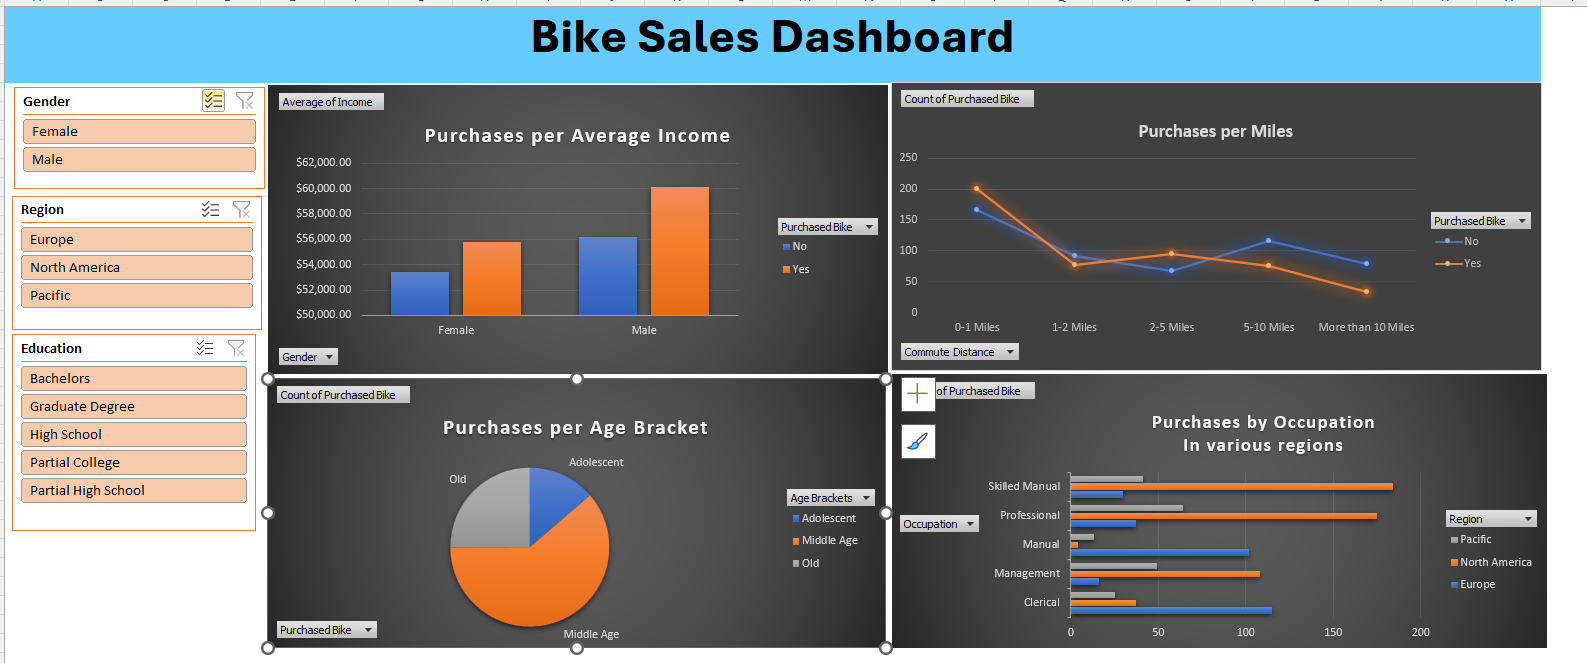 Bike Sales Dashboard
Gender
Female
Male
Region
Europe
North America
Pacific
Education
Bachelors
Graduate Degree
High School
Partial College
Partial High School
Average of Income
Purchases per Average Income
$62,000.00
$60,000.00
$58,000.00
$56,000.00
$54,000.00
$52,000.00
$50,000.00
Female
Male
Purchased Bike
No
Yes
Gender
Count of Purchased Bike
Purchases per Miles
250
200
150
100
50
0
0-1 Miles
1-2 Miles
2-5 Miles
5-10 Miles
More than 10 Miles
Purchased Bike
No
Yes
Commute Distance
Count of Purchased Bike
Purchases per Age Bracket
Adolescent
Old
Middle Age
Age Brackets
Adolescent
Middle Age
Old
Purchased Bike
of Purchased Bike
Purchases by Occupation
In various regions
Skilled Manual
Professional
Manual
Management
Clerical
0
50
100
150
200
Occupation
Region
Pacific
North America
Europe